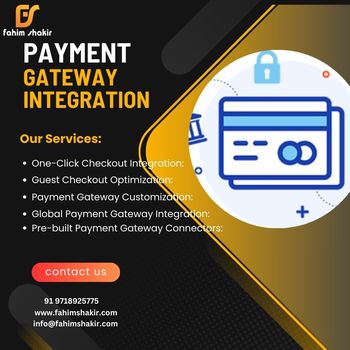 fahim shakir
PAYMENT
GATEWAY
INTEGRATION
Our Services:
One-Click Checkout Integration:
Guest Checkout Optimization:
Payment Gateway Customization:
Global Payment Gateway Integration:
Pre-built Payment Gateway Connectors:
contact us
91 9718925775
www.fahimshakir.com
info@fahimshakir.com